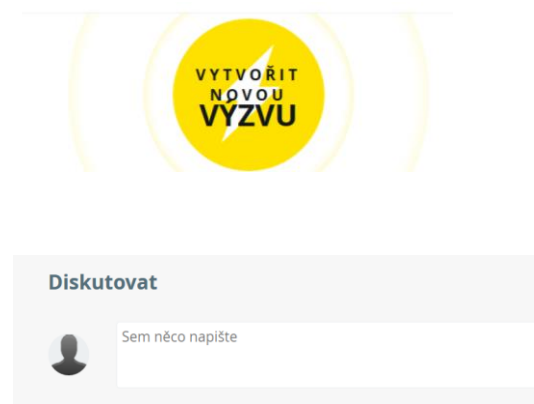 VYTVOŘIT
NOVOU
VÝZVU
Diskutovat
Sem něco napište